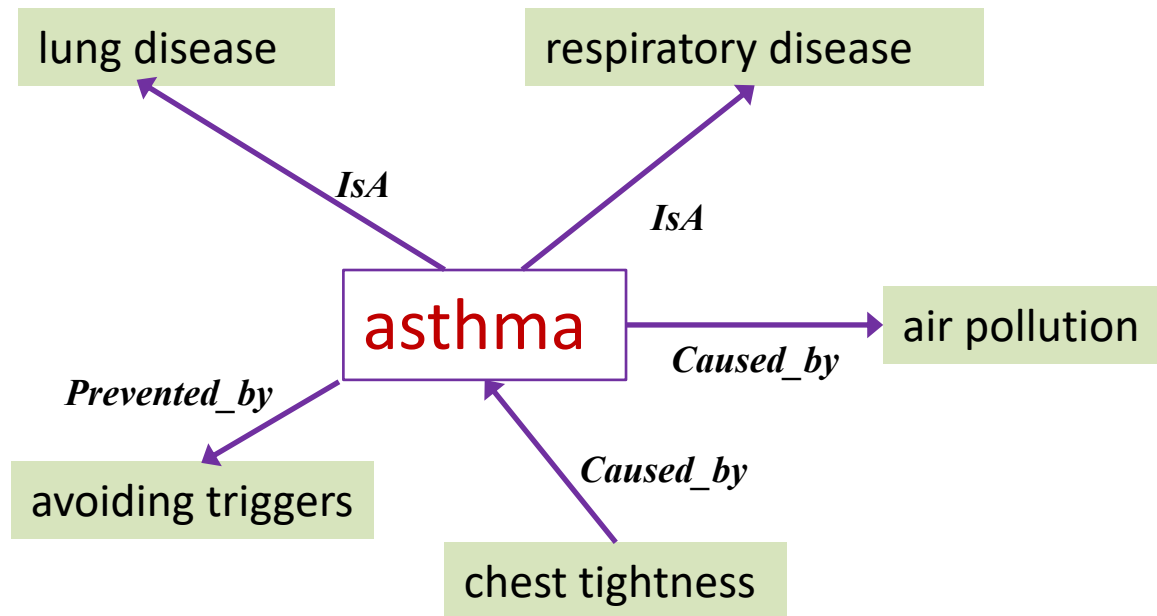 lung disease
respiratory disease
IsA
IsA
asthma
air pollution
Caused_by
Prevented_by
Caused_by
avoiding triggers
chest tightness